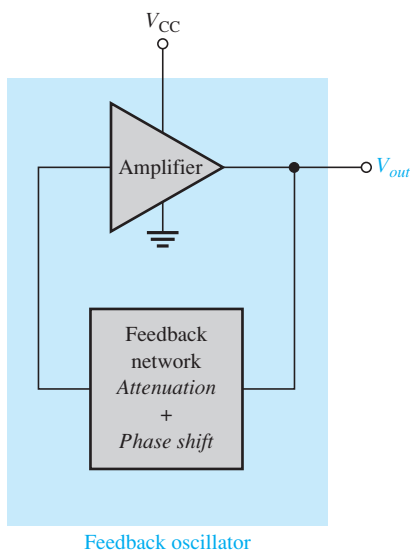 VCC
Amplifier
Vout
Feedback
network
Attenuation
+
Phase shift
Feedback oscillator